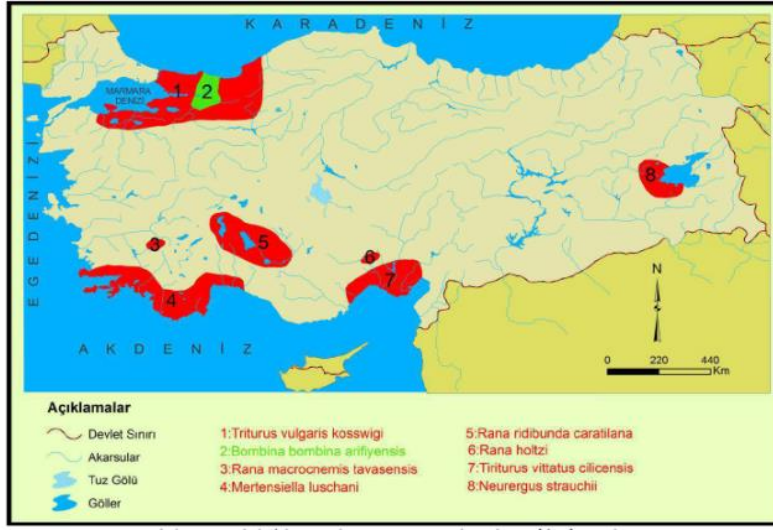 K A R A D E N İ Z
MARMARA
DENİZİ
1
2
E G E D E N İ Z İ
8
3
5
6
7
4
N
A K D E N İ Z
0 220 440
Km
Açıklamalar
Devlet Sınırı
Akarsular
Tuz Gölü
Göller
1:Triturus vulgaris kosswigi
2:Bombina bombina arifiyensis
3:Rana macrocnemis tavasensis
4:Mertensiella luschani
5:Rana ridibunda caratilana
6:Rana holtzi
7:Tiriturus vittatus cilicensis
8:Neurergus strauchii